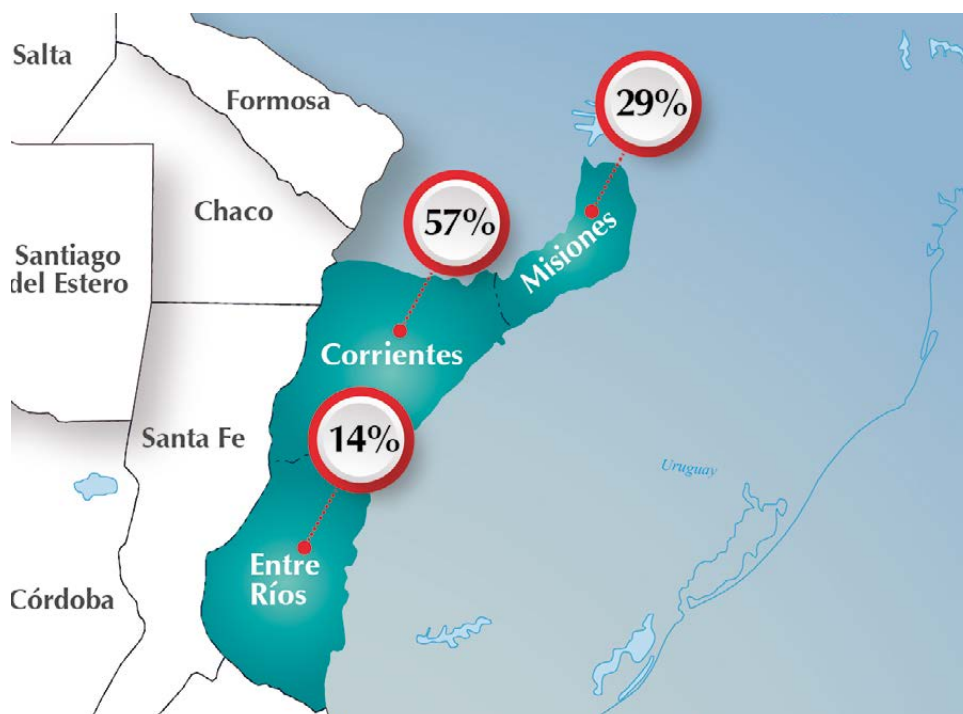 Salta
Formosa
29%
Chaco
57%
Misiones
Santiago
del Estero
Corrientes
Santa Fe
14%
Uruguay
Entre
Ríos
Córdoba